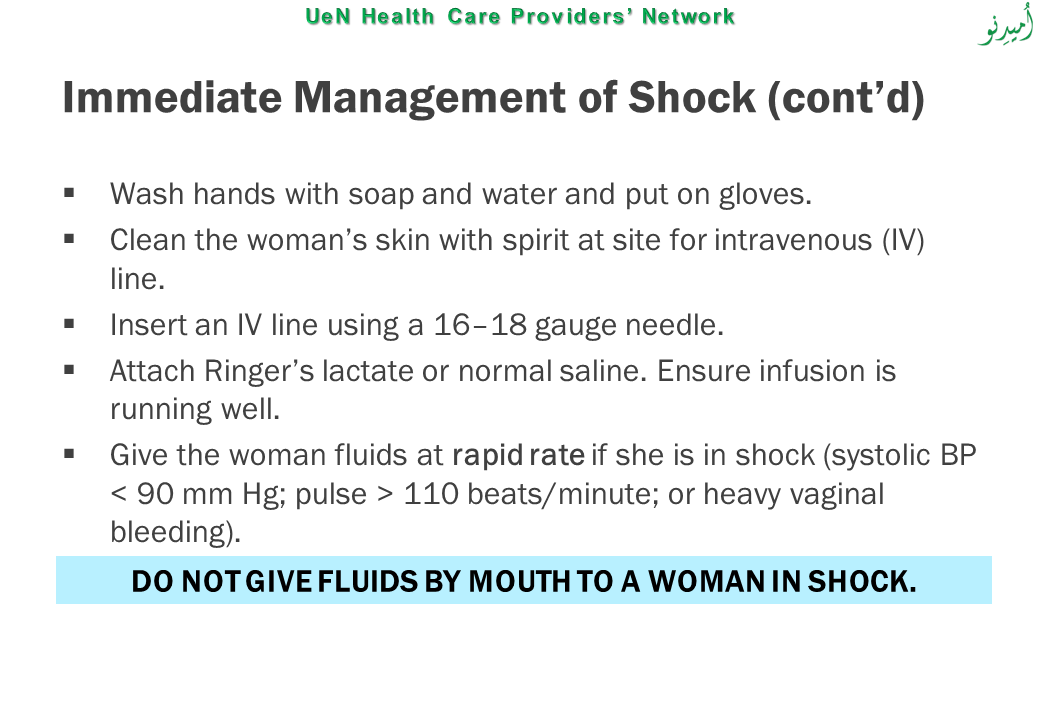 UeN Health Care Providers’ Network
اُميدِنو
Immediate Management of Shock (cont’d)
▪ Wash hands with soap and water and put on gloves.
▪ Clean the woman’s skin with spirit at site for intravenous (IV)
line.
▪ Insert an IV line using a 16–18 gauge needle.
▪ Attach Ringer’s lactate or normal saline. Ensure infusion is
running well.
▪ Give the woman fluids at rapid rate if she is in shock (systolic BP
< 90 mm Hg; pulse > 110 beats/minute; or heavy vaginal
bleeding).
DO NOT GIVE FLUIDS BY MOUTH TO A WOMAN IN SHOCK.